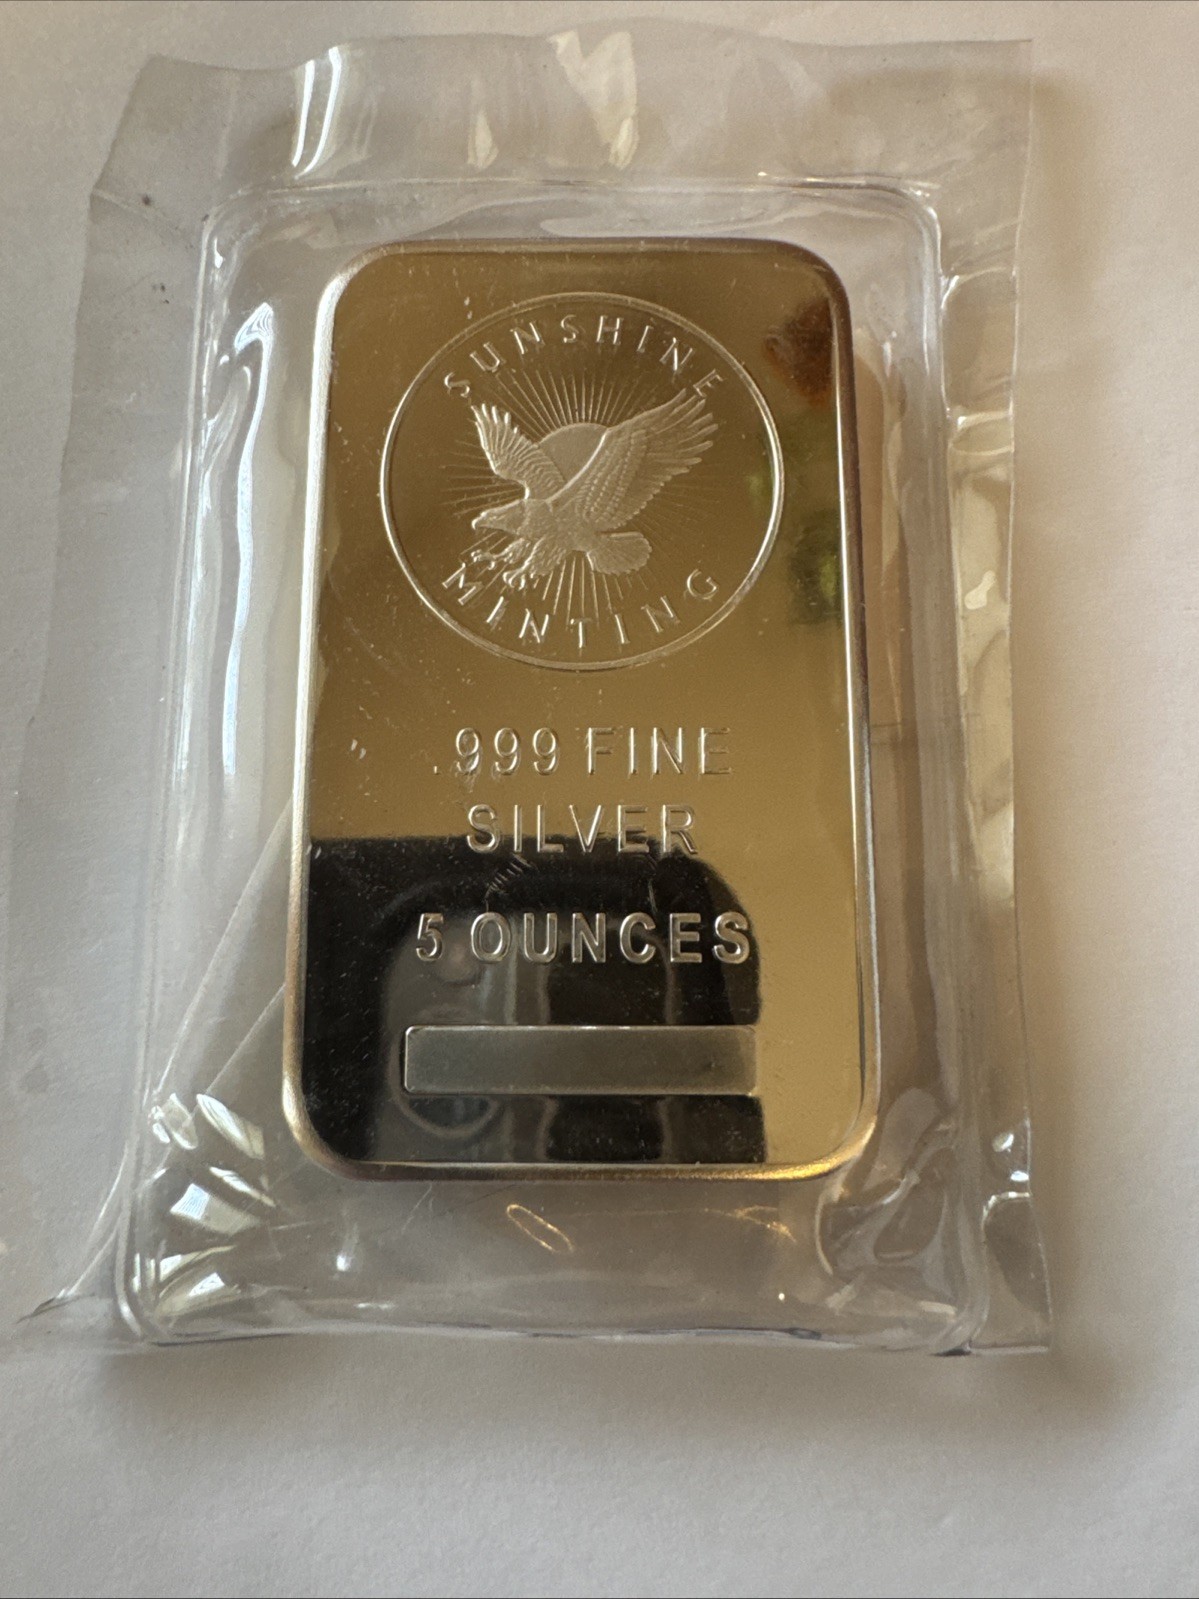 SUNSHINE
MINTING
.999 FINE
SILVER
5 OUNCES